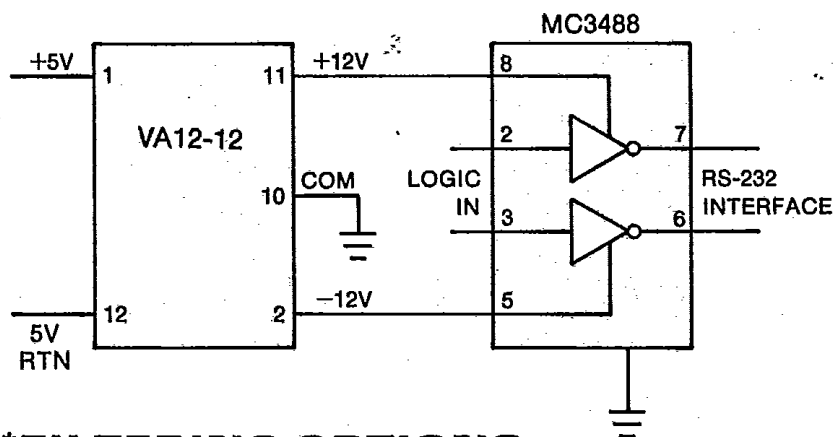 MC3488
+5V
1
11
+12V
8
VA12-12
2
7
10
COM
LOGIC
IN
RS-232
INTERFACE
3
6
12
2
−12V
5
5V
RTN
OPTIONS